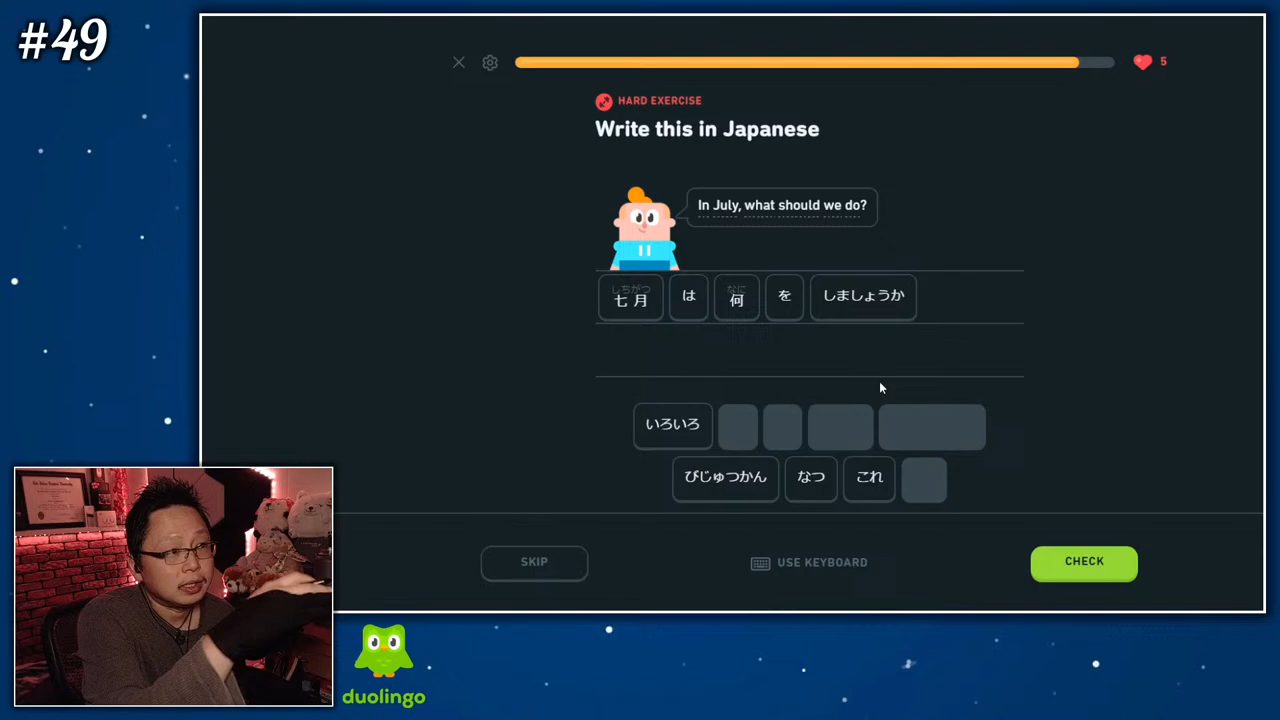 #49
5
HARD EXERCISE
Write this in Japanese
In July, what should we do?
しちがつ なに
七月 は 何 を しましょうか
いろいろ
びじゅつかん なつ これ
SKIP
USE KEYBOARD
CHECK
duolingo